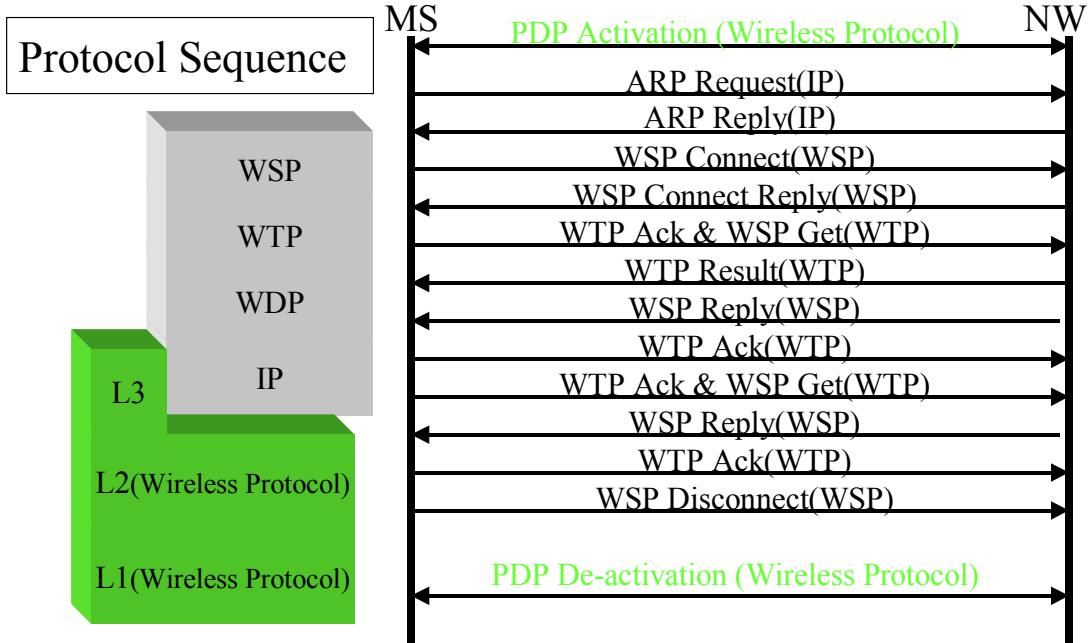 Protocol Sequence
WSP
WTP
WDP
IP
L3
L2(Wireless Protocol)
L1(Wireless Protocol)
MS
NW
PDP Activation (Wireless Protocol)
ARP Request(IP)
ARP Reply(IP)
WSP Connect(WSP)
WSP Connect Reply(WSP)
WTP Ack & WSP Get(WTP)
WTP Result(WTP)
WSP Reply(WSP)
WTP Ack(WTP)
WTP Ack & WSP Get(WTP)
WSP Reply(WSP)
WTP Ack(WTP)
WSP Disconnect(WSP)
PDP De-activation (Wireless Protocol)